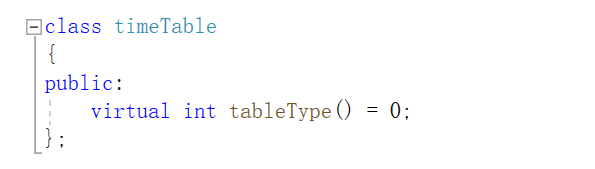 class timeTable
{
public:
    virtual int tableType() = 0;
};